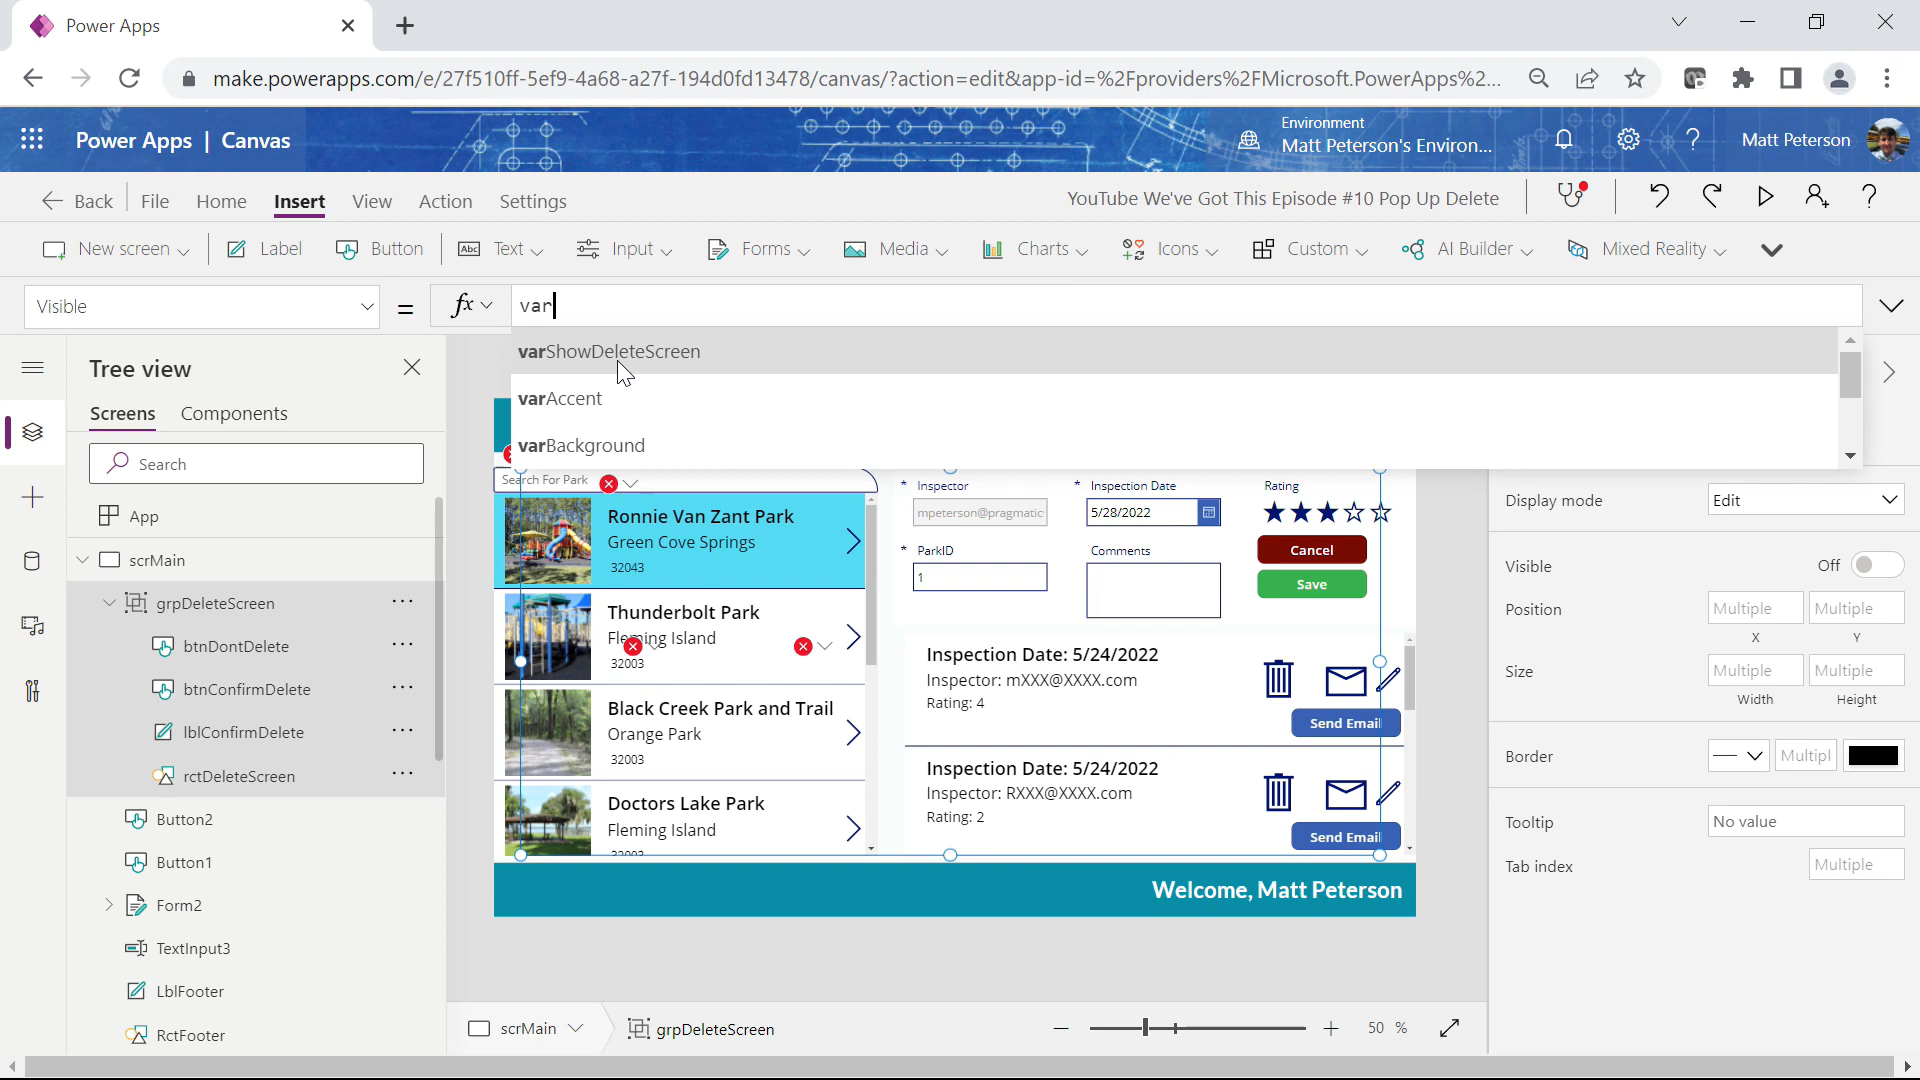 Power Apps
make.powerapps.com/e/27f510ff-5ef9-4a68-a27f-194d0fd13478/canvas/?action=edit&app-id=%2Fproviders%2FMicrosoft.PowerApps%2...
Power Apps | Canvas
Environment
Matt Peterson's Environ...
Matt Peterson
Back File Home Insert View Action Settings
YouTube We've Got This Episode #10 Pop Up Delete
New screen Label Button Text Input Forms Media Charts Icons Custom AI Builder Mixed Reality
Visible = fx var
varShowDeleteScreen
varAccent
varBackground
Tree view
Screens Components
Search
App
scrMain
grpDeleteScreen
btnDontDelete
btnConfirmDelete
lblConfirmDelete
rctDeleteScreen
Button2
Button1
Form2
TextInput3
LblFooter
RctFooter
Search For Park
Ronnie Van Zant Park
Green Cove Springs
32043
Thunderbolt Park
Fleming Island
32003
Black Creek Park and Trail
Orange Park
32003
Doctors Lake Park
Fleming Island
32003
* Inspector
mpeterson@pragmatic
* Inspection Date
5/28/2022
Rating
* ParkID
1
Comments
Cancel
Save
Inspection Date: 5/24/2022
Inspector: mXXX@XXXX.com
Rating: 4
Send Email
Inspection Date: 5/24/2022
Inspector: RXXX@XXXX.com
Rating: 2
Send Email
Welcome, Matt Peterson
scrMain
grpDeleteScreen
50 %
Display mode Edit
Visible Off
Position Multiple Multiple
X Y
Size Multiple Multiple
Width Height
Border Multipl
Tooltip No value
Tab index Multiple